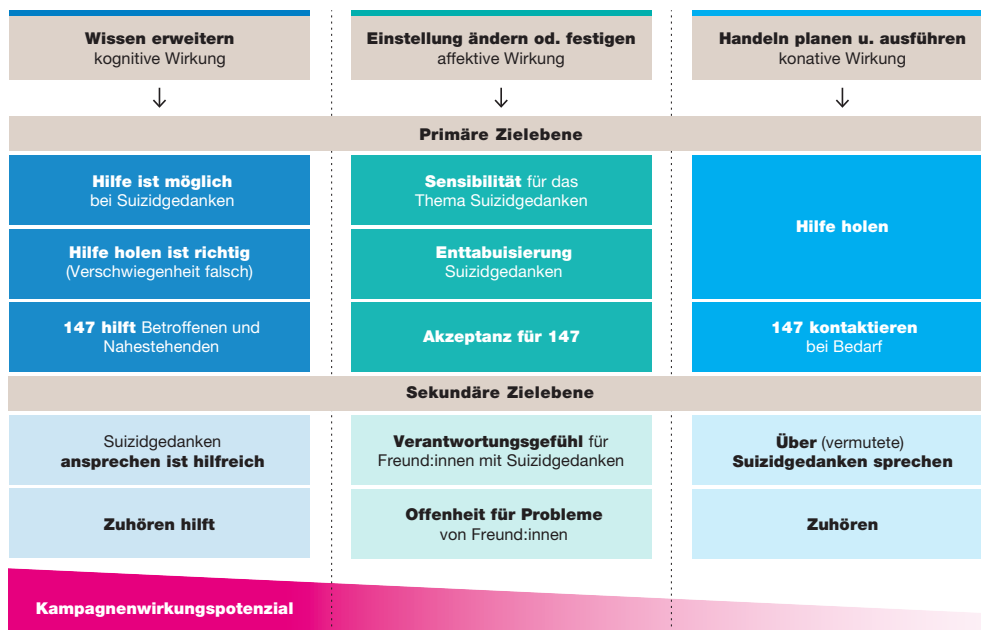 Wissen erweitern
kognitive Wirkung
Einstellung ändern od. festigen
affektive Wirkung
Handeln planen u. ausführen
konative Wirkung
Primäre Zielebene
Hilfe ist möglich
bei Suizidgedanken
Sensibilität für das
Thema Suizidgedanken
Hilfe holen
Hilfe holen ist richtig
(Verschwiegenheit falsch)
Enttabuisierung
Suizidgedanken
147 hilft Betroffenen und
Nahestehenden
Akzeptanz für 147
147 kontaktieren
bei Bedarf
Sekundäre Zielebene
Suizidgedanken
ansprechen ist hilfreich
Verantwortungsgefühl für
Freund:innen mit Suizidgedanken
Über (vermutete)
Suizidgedanken sprechen
Zuhören hilft
Offenheit für Probleme
von Freund:innen
Zuhören
Kampagnenwirkungspotenzial